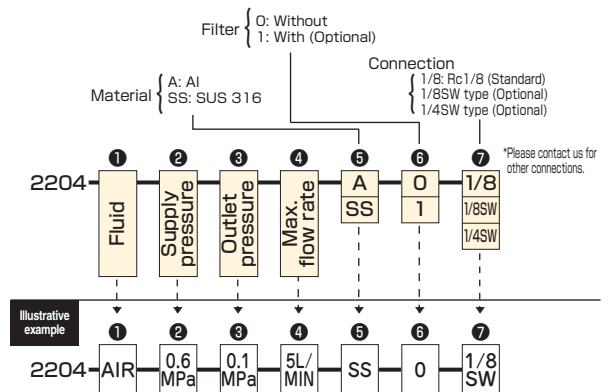 Filter
0: Without
1: With (Optional)
Connection
1/8: Rc1/8 (Standard)
1/8SW type (Optional)
1/4SW type (Optional)
Material
A: Al
SS: SUS 316
*Please contact us for
other connections.
❶ ❷ ❸ ❹ ❺ ❻ ❼
2204 Fluid Supply pressure Outlet pressure Max. flow rate A 0 1/8
SS 1 1/8SW
1/4SW
Illustrative
example
❶ ❷ ❸ ❹ ❺ ❻ ❼
2204 AIR 0.6 MPa 0.1 MPa 5L/ MIN SS 0 1/8 SW